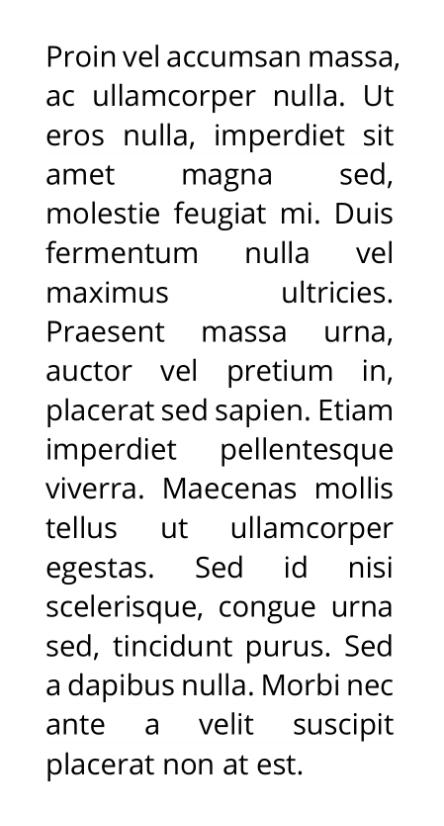 Proin vel accumsan massa,
ac ullamcorper nulla. Ut
eros nulla, imperdiet sit
amet magna sed,
molestie feugiat mi. Duis
fermentum nulla vel
maximus ultricies.
Praesent massa urna,
auctor vel pretium in,
placerat sed sapien. Etiam
imperdiet pellentesque
viverra. Maecenas mollis
tellus ut ullamcorper
egestas. Sed id nisi
scelerisque, congue urna
sed, tincidunt purus. Sed
a dapibus nulla. Morbi nec
ante a velit suscipit
placerat non at est.